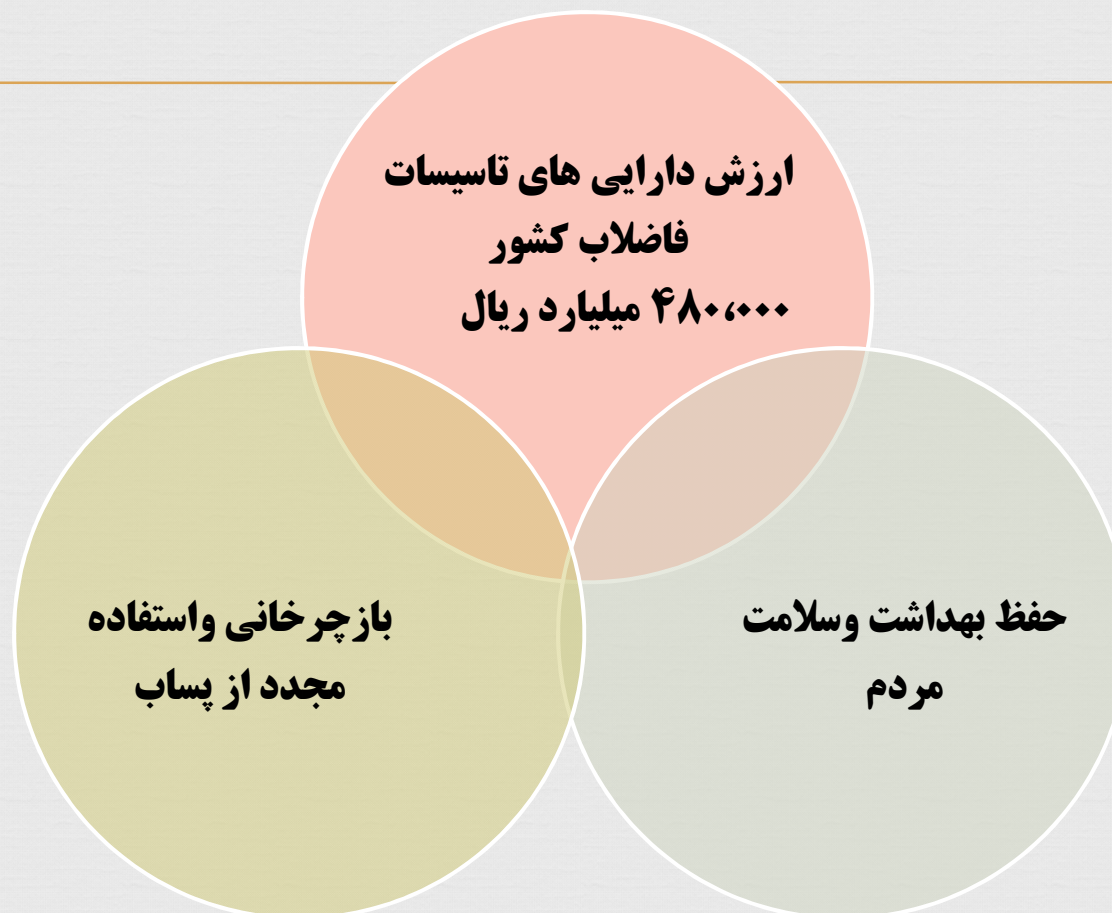 ارزش دارایی های تاسیسات
فاضلاب کشور
۴۸۰،۰۰۰ میلیارد ریال
حفظ بهداشت وسلامت
مردم
بازچرخانی واستفاده
مجدد از پساب